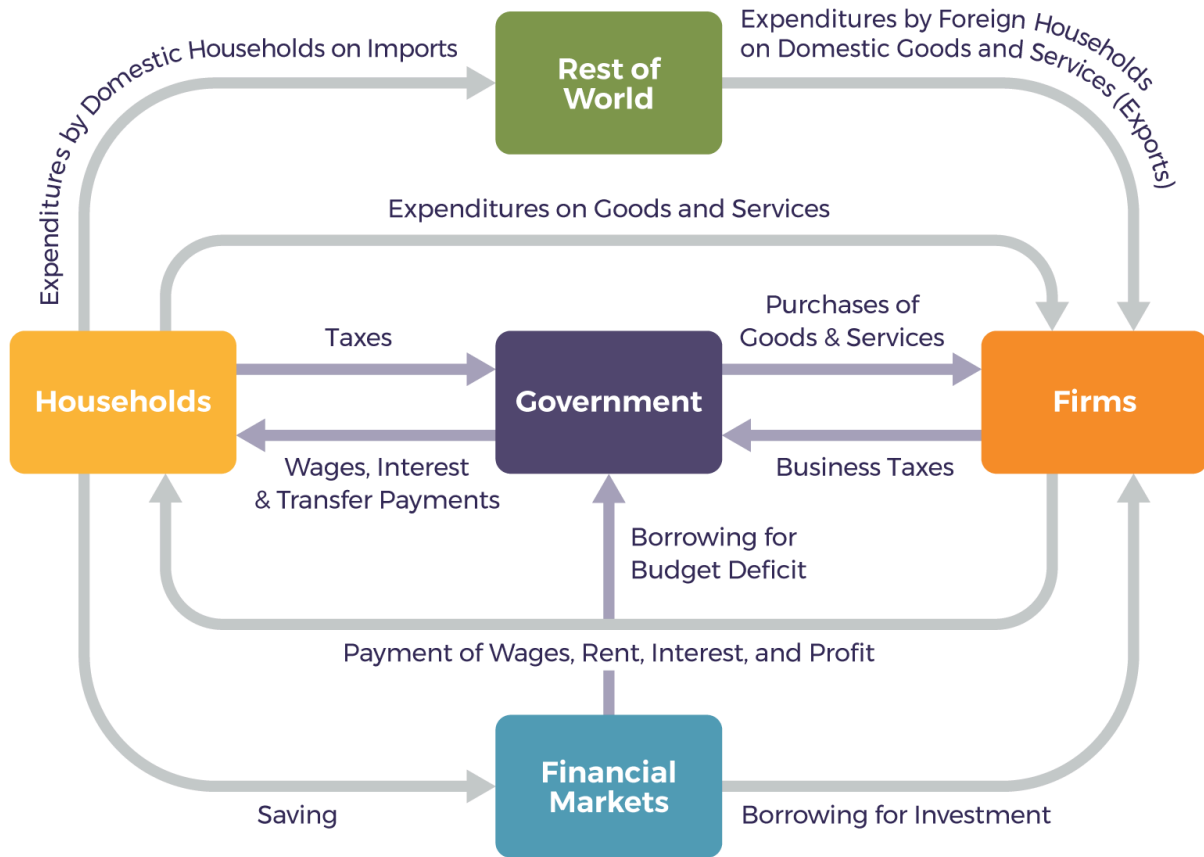 Expenditures by Domestic Households on Imports
Rest of
World
Expenditures by Foreign Households
on Domestic Goods and Services (Exports)
Expenditures on Goods and Services
Households
Taxes
Government
Purchases of
Goods & Services
Firms
Wages, Interest
& Transfer Payments
Business Taxes
Borrowing for
Budget Deficit
Payment of Wages, Rent, Interest, and Profit
Saving
Financial
Markets
Borrowing for Investment